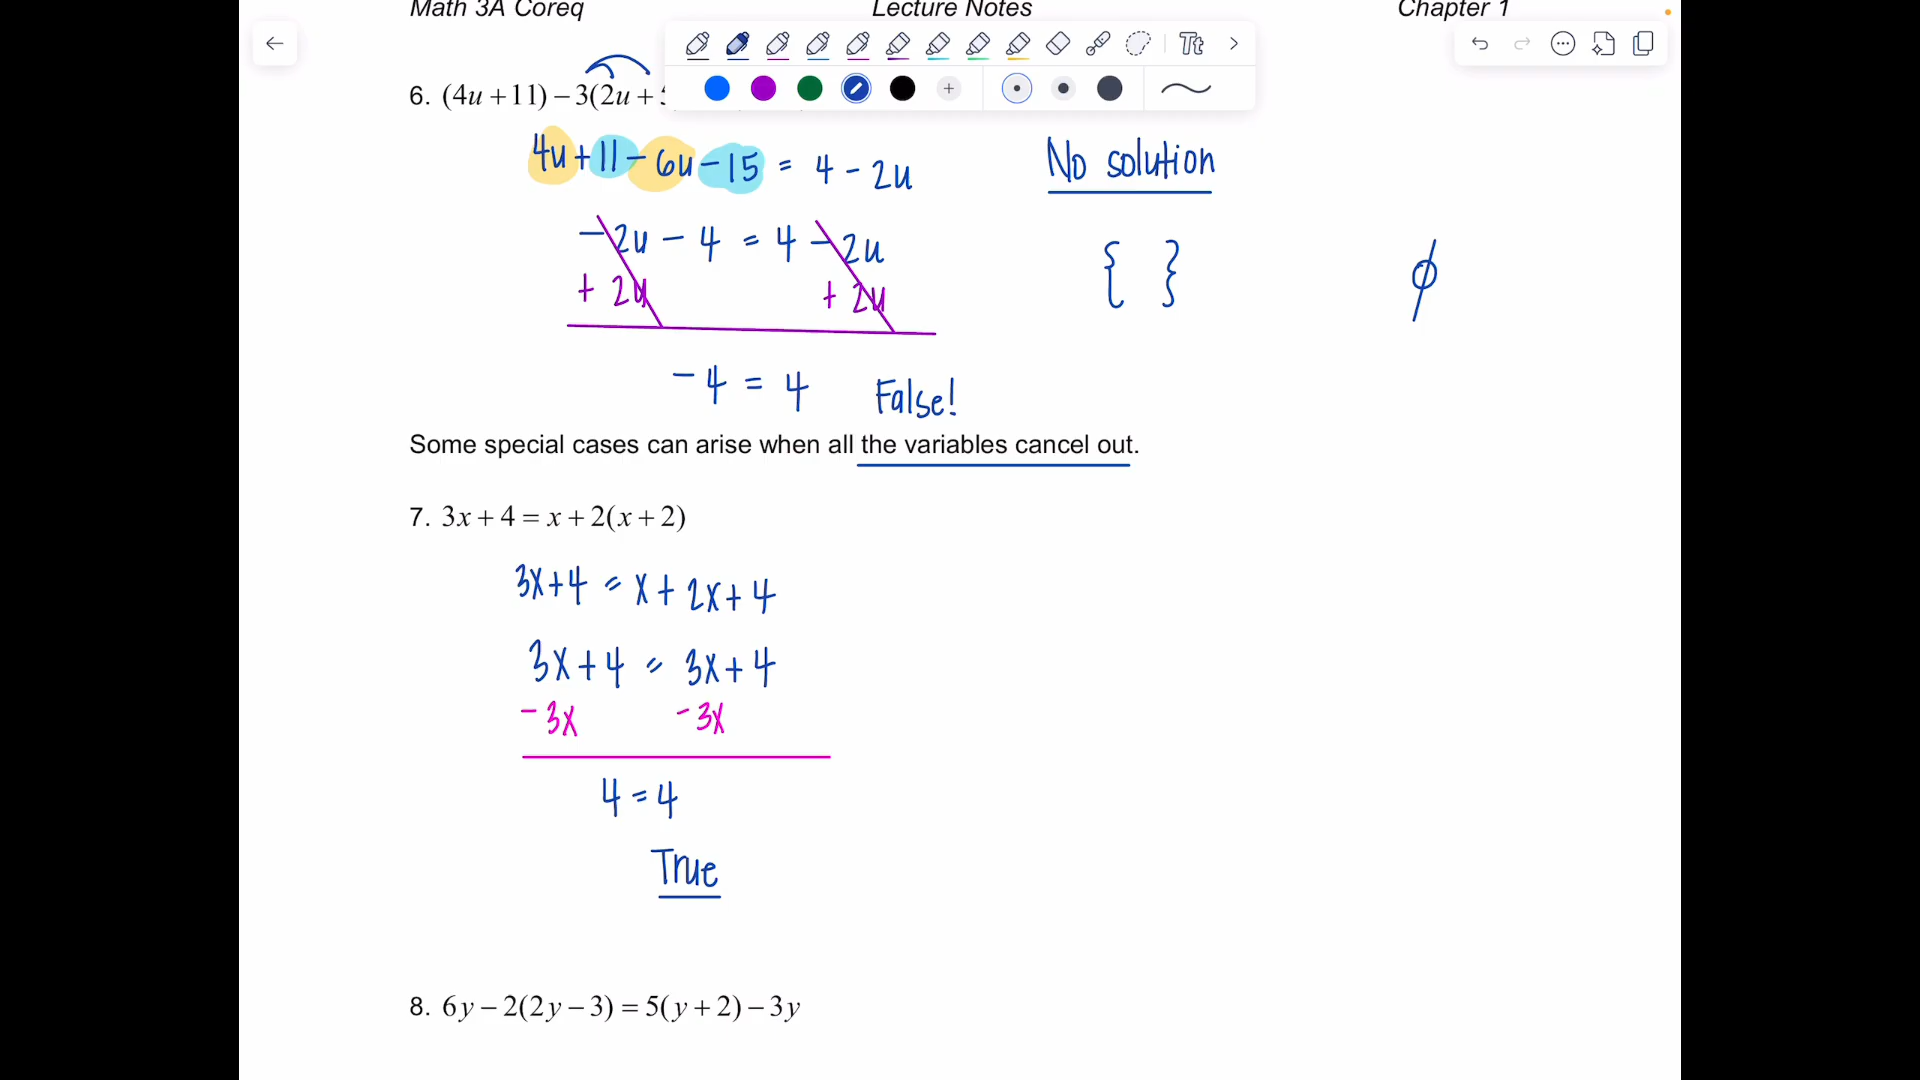 Math 3A Coreq Lecture Notes Chapter 1
Tt
6. (4u + 11) − 3(2u + 5
4u + 11 − 6u − 15 = 4 − 2u
No solution
− 2u − 4 = 4 − 2u
{ } ϕ
+ 2u + 2u
− 4 = 4 False!
Some special cases can arise when all the variables cancel out.
7. 3x + 4 = x + 2(x + 2)
3x + 4 = x + 2x + 4
3x + 4 = 3x + 4
− 3x − 3x
4 = 4
True
8. 6y − 2(2y − 3) = 5(y + 2) − 3y